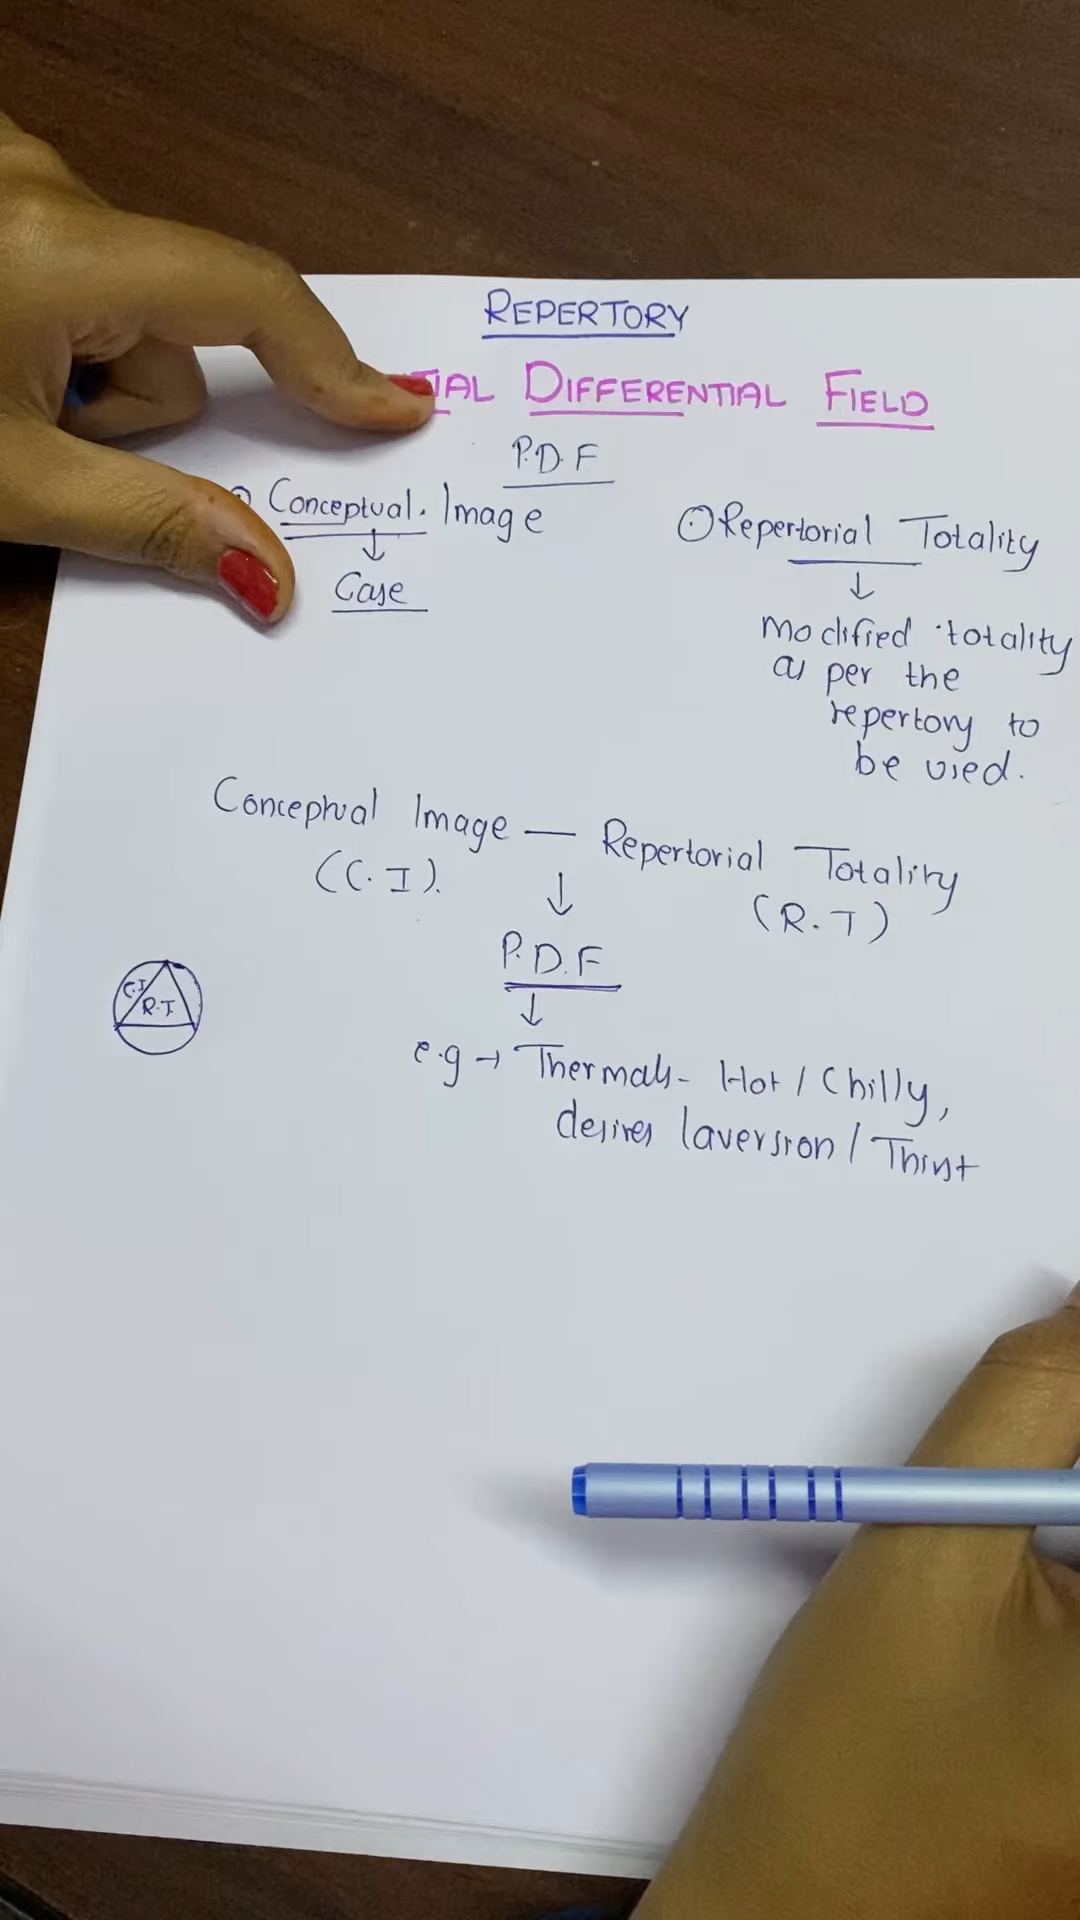 REPERTORY
TIAL DIFFERENTIAL FIELD
P.D.F
Conceptual. Image
↓
Case
⊙Repertorial Totality
↓
modified totality
as per the
repertory to
be used.
Conceptual Image — Repertorial Totality
(C.I). ↓ (R.T)
P.D.F
↓
C.I
R.T.
e.g → Thermals - Hot / Chilly,
desires /aversion / Thirst